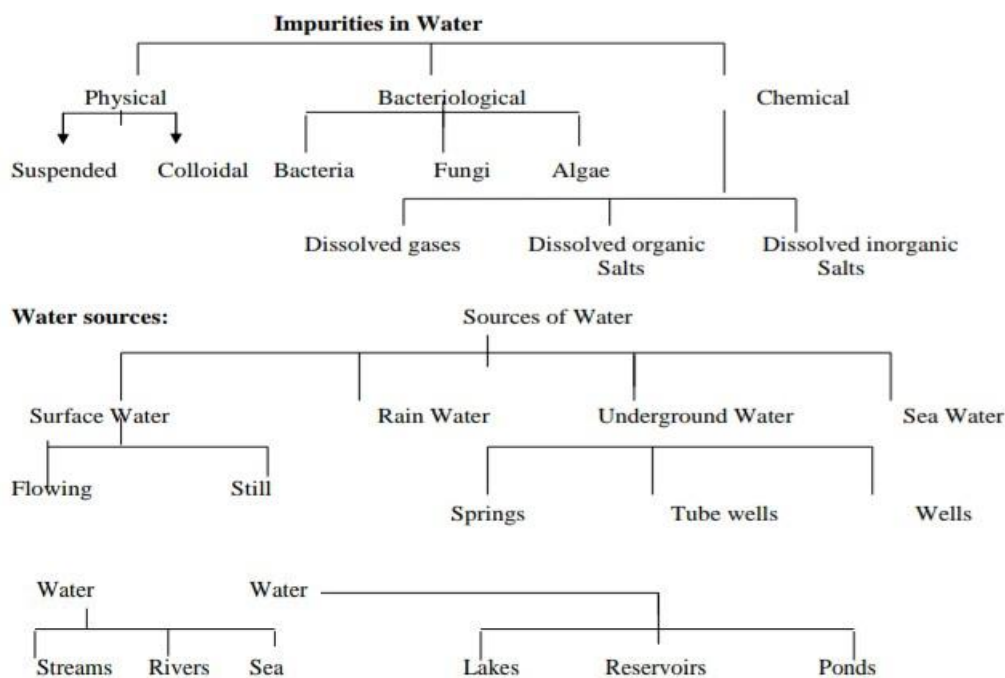 Impurities in Water
Physical Bacteriological Chemical
Suspended Colloidal Bacteria Fungi Algae
Dissolved gases Dissolved organic Dissolved inorganic
Salts Salts
Water sources: Sources of Water
Surface Water Rain Water Underground Water Sea Water
Flowing Still
Springs Tube wells Wells
Water Water
Streams Rivers Sea Lakes Reservoirs Ponds